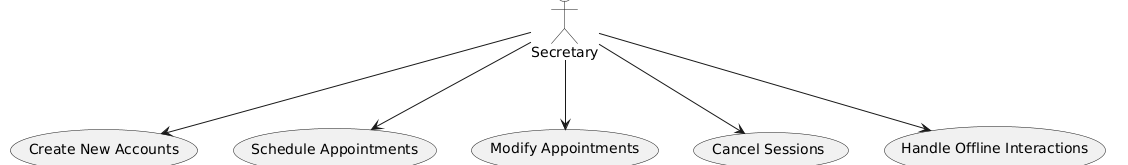 Secretary
Create New Accounts
Schedule Appointments
Modify Appointments
Cancel Sessions
Handle Offline Interactions